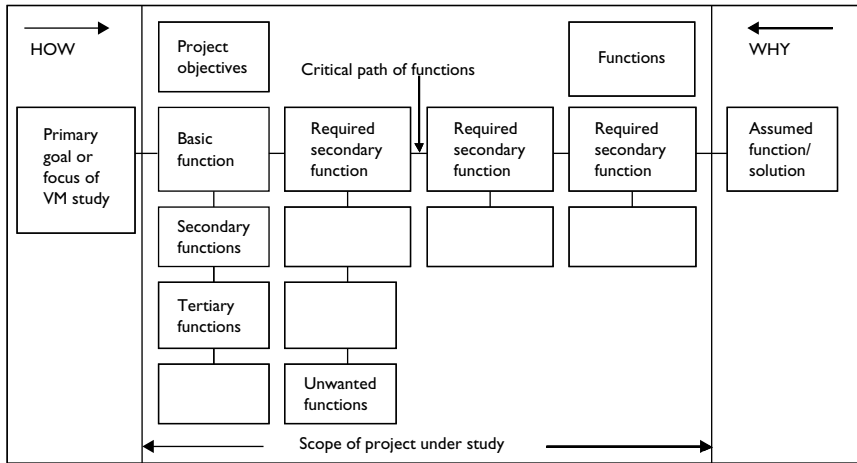 HOW
Project
objectives
Critical path of functions
Functions
WHY
Primary
goal or
focus of
VM study
Basic
function
Required
secondary
function
Required
secondary
function
Required
secondary
function
Assumed
function/
solution
Secondary
functions
Tertiary
functions
Unwanted
functions
Scope of project under study